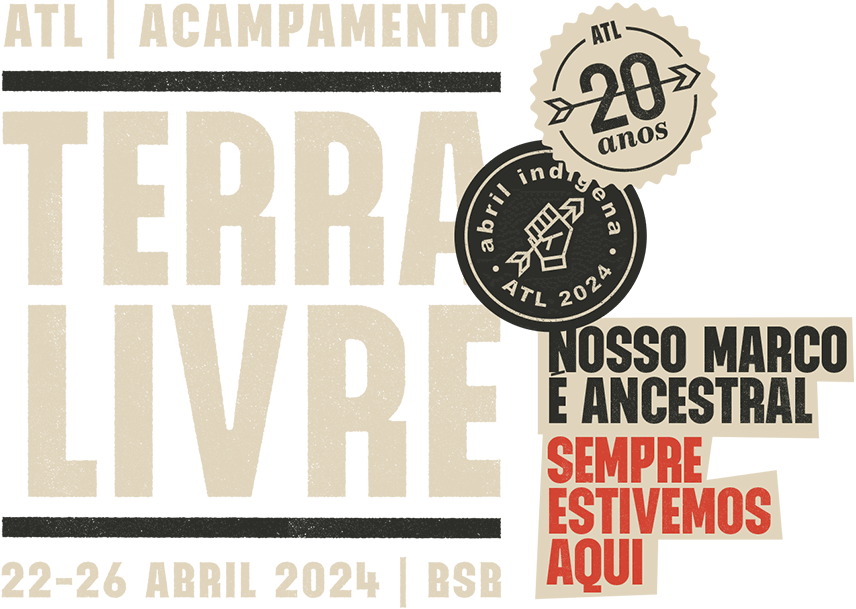 ATL | ACAMPAMENTO
TERRA
LIVRE
22-26 ABRIL 2024 | BSB
ATL
20
anos
abril indígena
ATL 2024
NOSSO MARCO
É ANCESTRAL
SEMPRE
ESTIVEMOS
AQUI